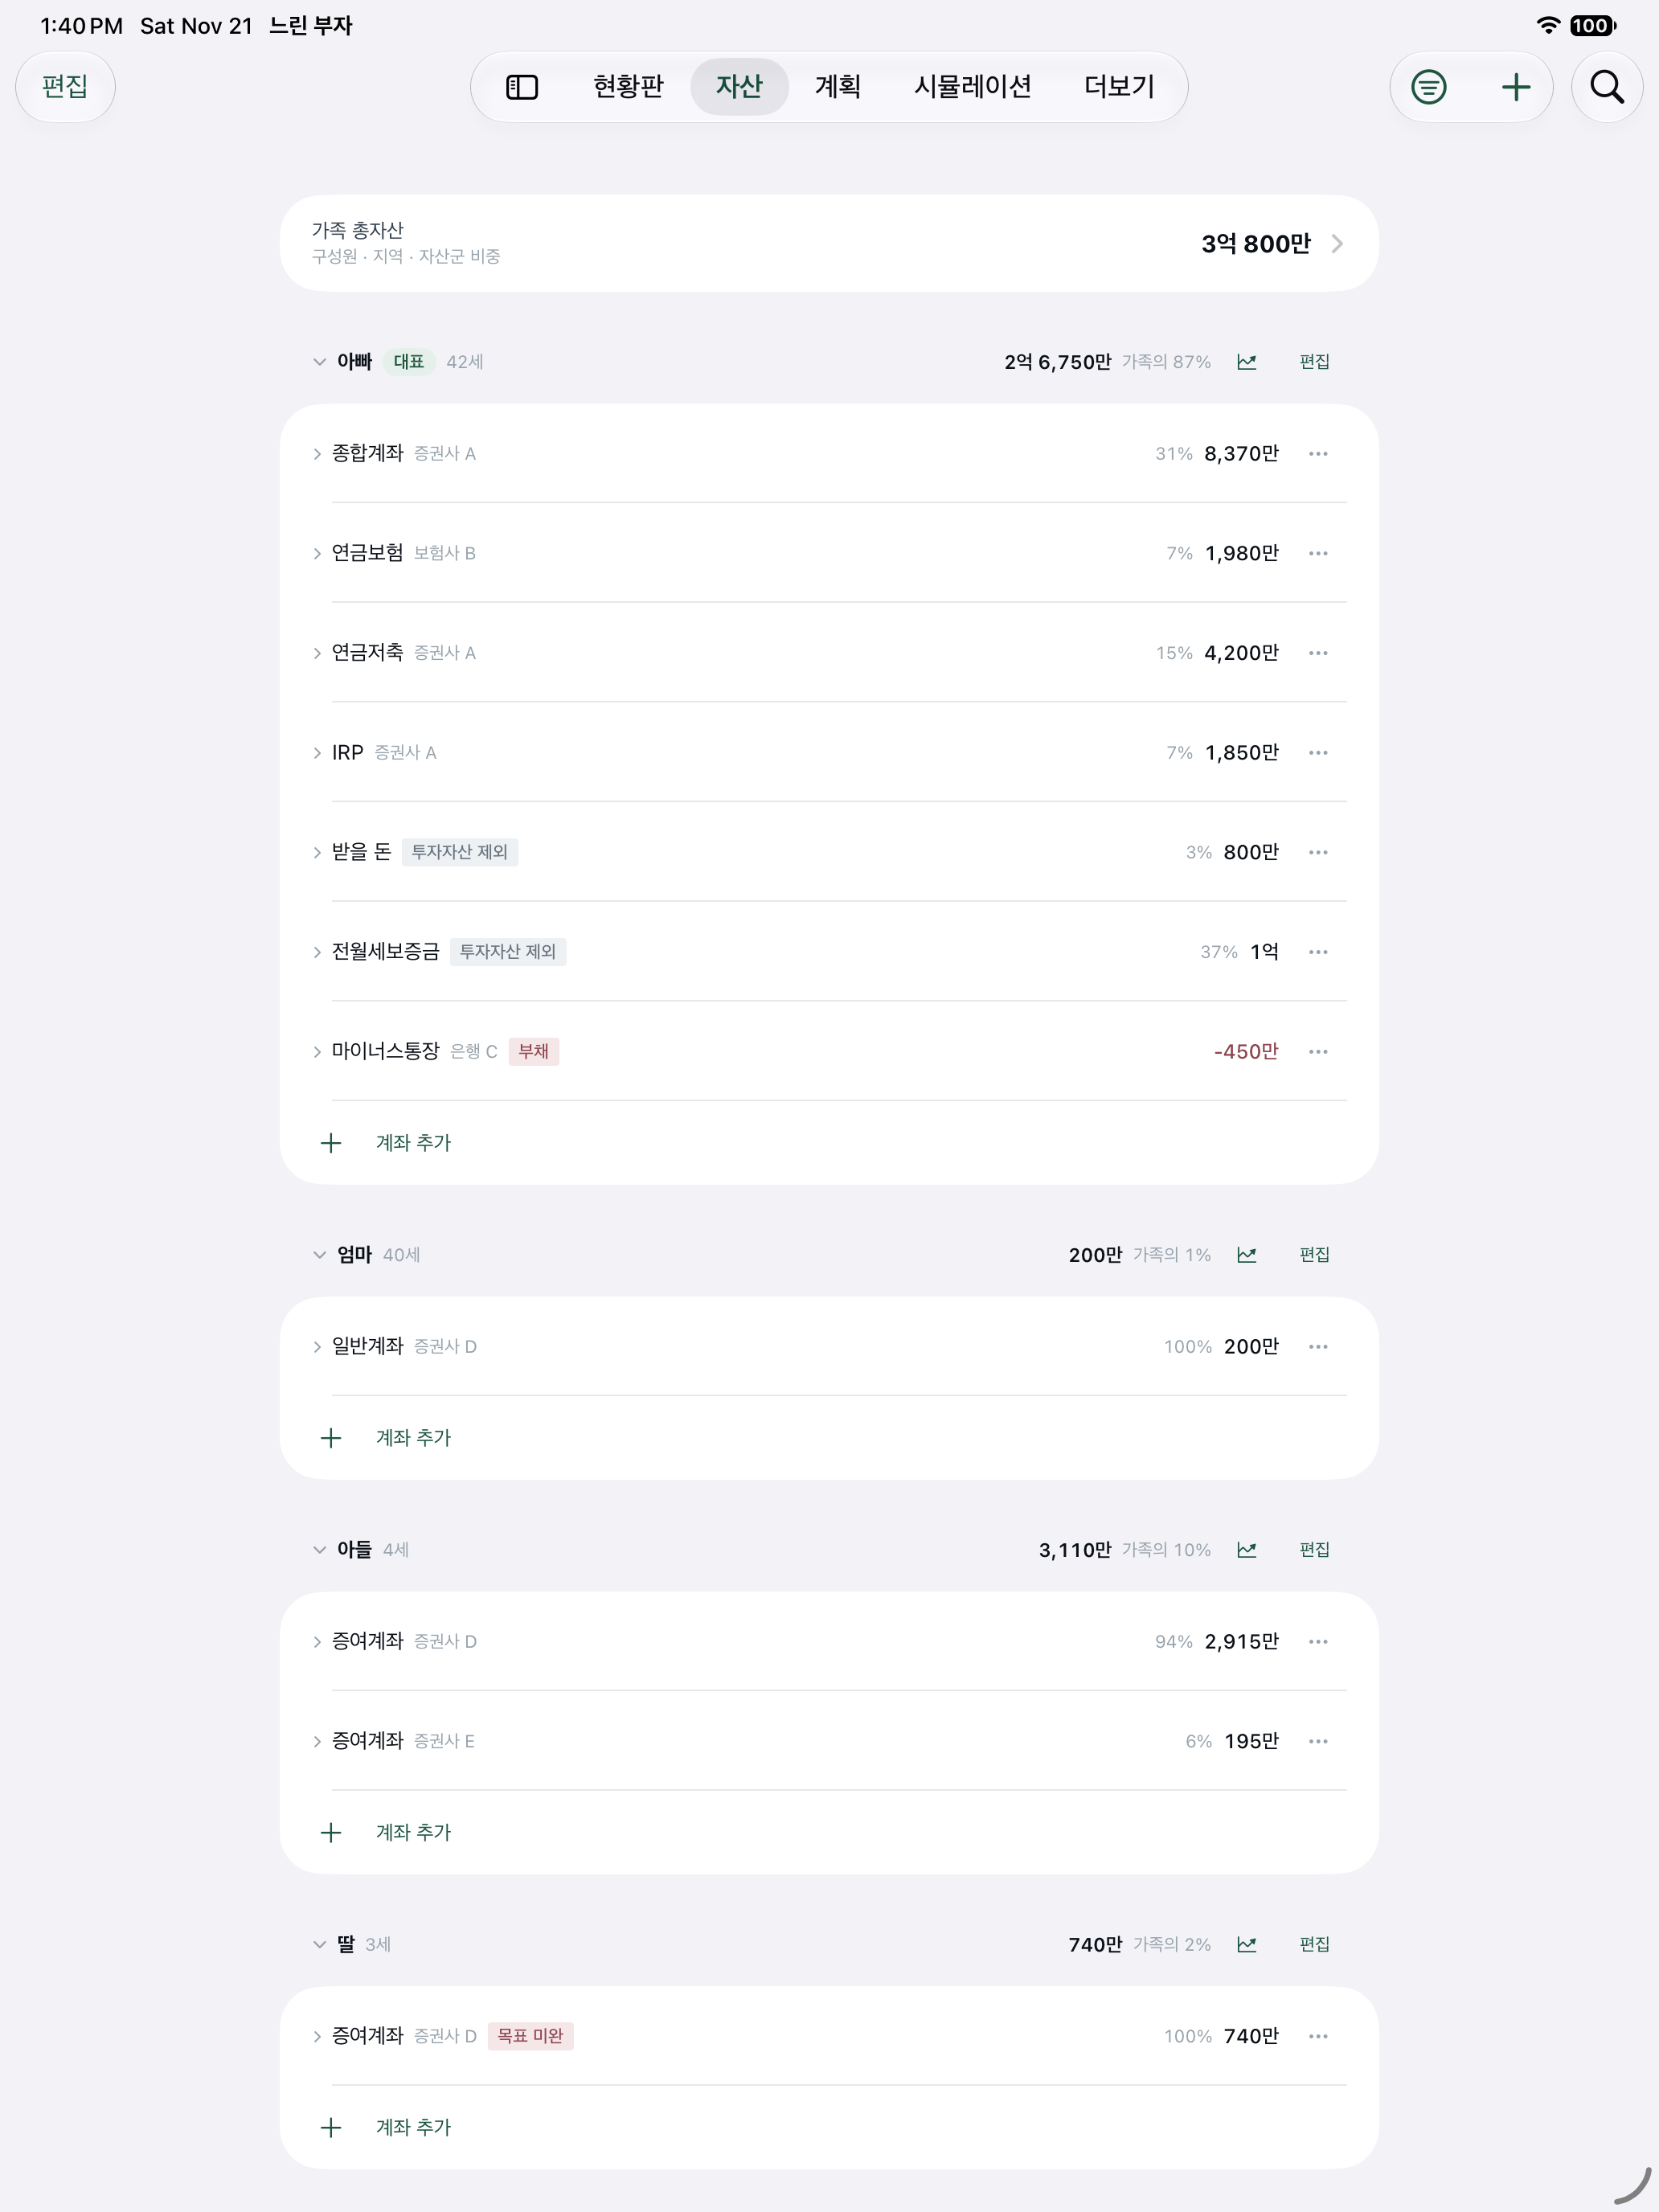 1:40 PM Sat Nov 21 느린 부자
100
편집
현황판 자산 계획 시뮬레이션 더보기
가족 총자산
구성원 · 지역 · 자산군 비중
3억 800만
아빠 대표 42세 2억 6,750만 가족의 87% 편집
종합계좌 증권사 A 31% 8,370만
연금보험 보험사 B 7% 1,980만
연금저축 증권사 A 15% 4,200만
IRP 증권사 A 7% 1,850만
받을 돈 투자자산 제외 3% 800만
전월세보증금 투자자산 제외 37% 1억
마이너스통장 은행 C 부채 -450만
계좌 추가
엄마 40세 200만 가족의 1% 편집
일반계좌 증권사 D 100% 200만
계좌 추가
아들 4세 3,110만 가족의 10% 편집
증여계좌 증권사 D 94% 2,915만
증여계좌 증권사 E 6% 195만
계좌 추가
딸 3세 740만 가족의 2% 편집
증여계좌 증권사 D 목표 미완 100% 740만
계좌 추가